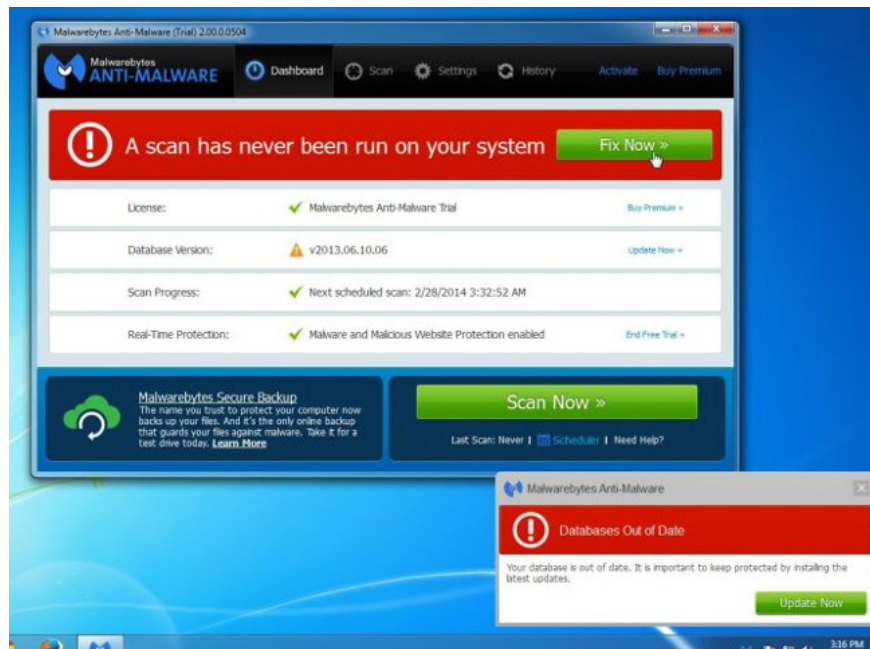 Malwarebytes Anti-Malware (Trial) 2.00.0.0504
Malwarebytes
ANTI-MALWARE
Dashboard
Scan
Settings
History
Activate
Buy Premium
A scan has never been run on your system
Fix Now »
License:
Malwarebytes Anti-Malware Trial
Buy Premium »
Database Version:
v2013.06.10.06
Update Now »
Scan Progress:
Next scheduled scan: 2/28/2014 3:32:52 AM
Real-Time Protection:
Malware and Malicious Website Protection enabled
End Free Trial »
Malwarebytes Secure Backup
The name you trust to protect your computer now
backs up your files. And it's the only online backup
that guards your files against malware. Take it for a
test drive today. Learn More
Scan Now »
Last Scan: Never | Scheduler | Need Help?
Malwarebytes Anti-Malware
Databases Out of Date
Your database is out of date. It is important to keep protected by installing the
latest updates.
Update Now
3:16 PM